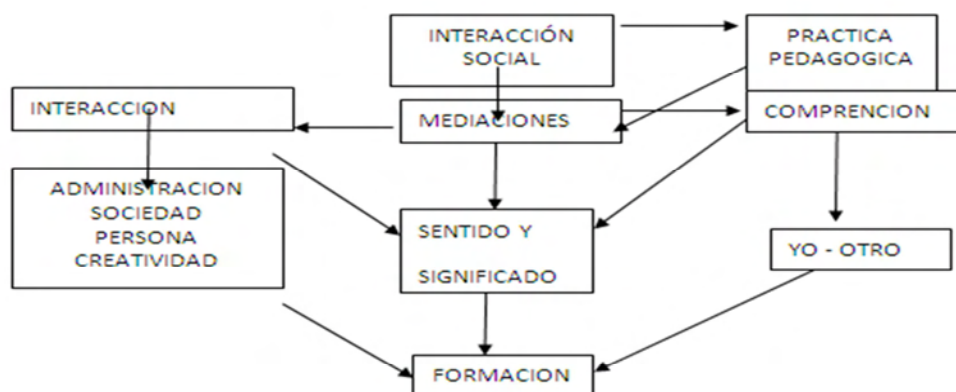 INTERACCIÓN
SOCIAL
PRACTICA
PEDAGOGICA
INTERACCION
MEDIACIONES
COMPRENCION
ADMINISTRACION
SOCIEDAD
PERSONA
CREATIVIDAD
SENTIDO Y
SIGNIFICADO
YO - OTRO
FORMACION